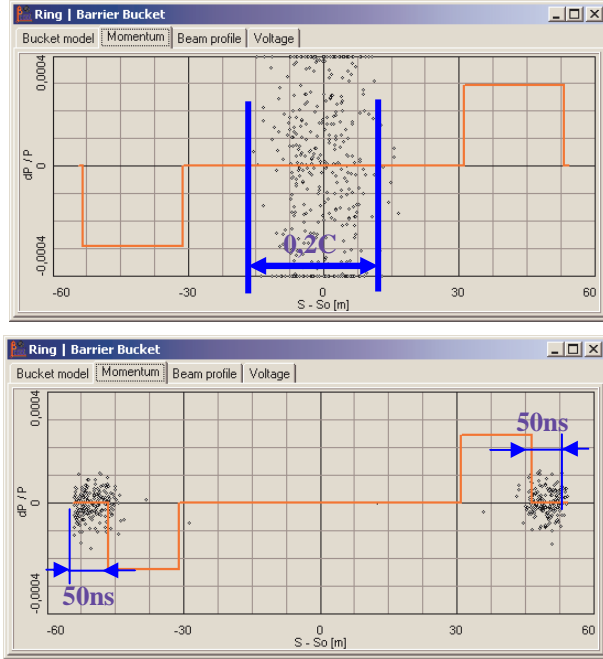 Ring | Barrier Bucket
Bucket model Momentum Beam profile Voltage
0,0004
0
-0,0004
dP / P
0,2C
-60 -30 0 30 60
S - So [m]
Ring | Barrier Bucket
Bucket model Momentum Beam profile Voltage
0,0004
0
-0,0004
dP / P
50ns
50ns
-60 -30 0 30 60
S - So [m]